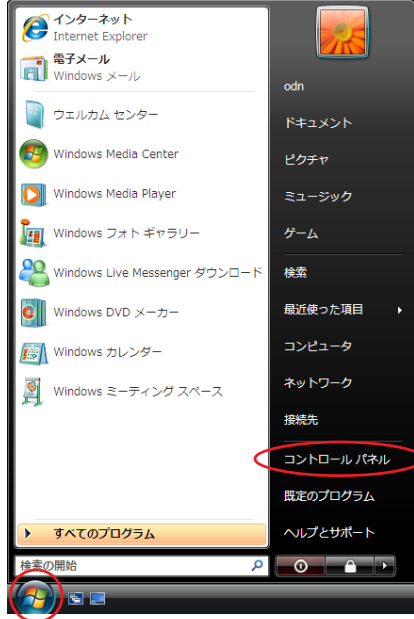 インターネット
Internet Explorer
電子メール
Windows メール
ウエルカム センター
Windows Media Center
Windows Media Player
Windows フォト ギャラリー
Windows Live Messenger ダウンロード
Windows DVD メーカー
Windows カレンダー
Windows ミーティング スペース
すべてのプログラム
検索の開始
odn
ドキュメント
ピクチャ
ミュージック
ゲーム
検索
最近使った項目
コンピュータ
ネットワーク
接続先
コントロール パネル
既定のプログラム
ヘルプとサポート